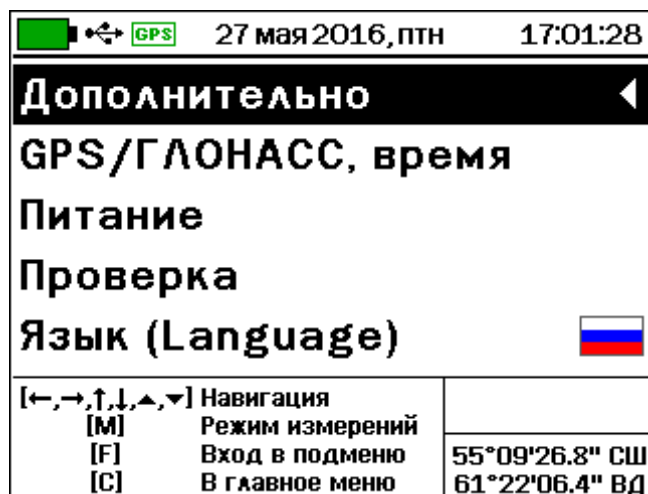 GPS 27 мая 2016, птн 17:01:28
Дополнительно
GPS/ГЛОНАСС, время
Питание
Проверка
Язык (Language)
[←,→,↑,↓,▲,▼] Навигация
[M] Режим измерений
[F] Вход в подменю
[C] В главное меню
55°09'26.8" СШ
61°22'06.4" ВД